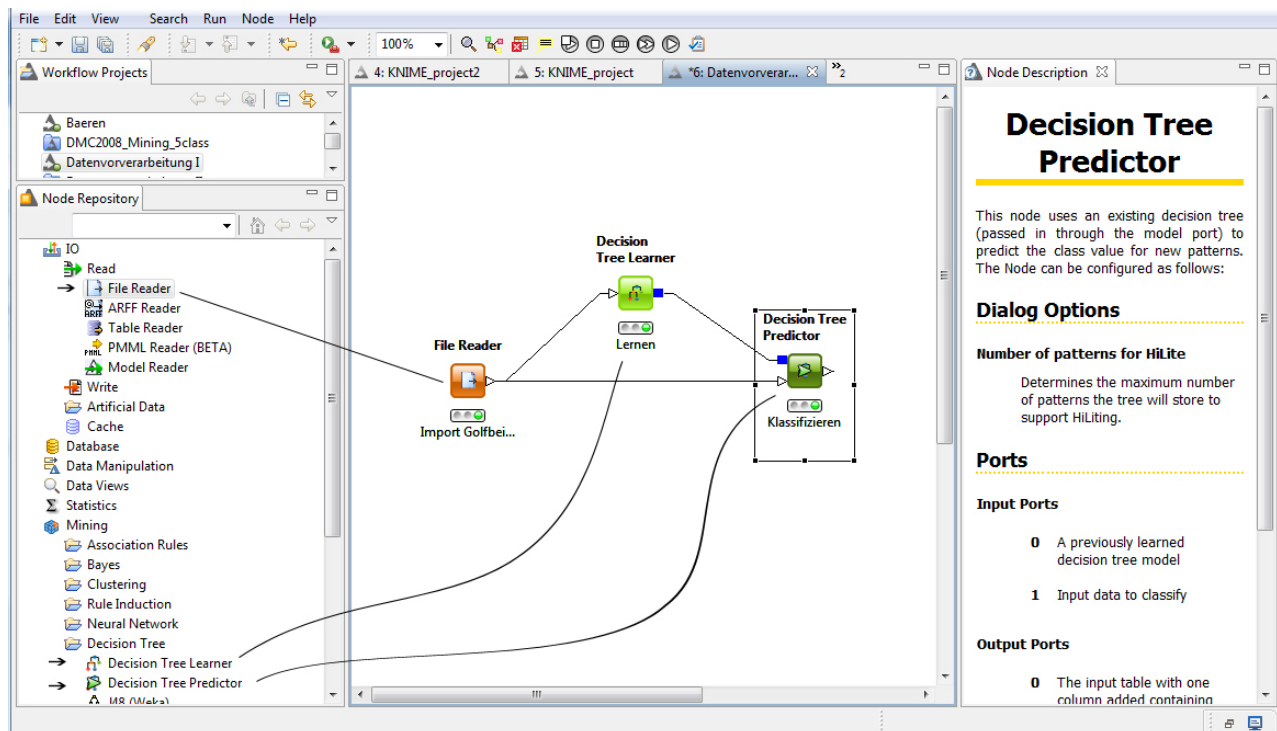 File Edit View Search Run Node Help
100%
Workflow Projects
Baeren
DMC2008_Mining_5class
Datenvorverarbeitung I
Node Repository
IO
Read
File Reader
ARFF Reader
Table Reader
PMML Reader (BETA)
Model Reader
Write
Artificial Data
Cache
Database
Data Manipulation
Data Views
Statistics
Mining
Association Rules
Bayes
Clustering
Rule Induction
Neural Network
Decision Tree
Decision Tree Learner
Decision Tree Predictor
4: KNIME_project2
5: KNIME_project
*6: Datenvorverar...
2
Decision
Tree Learner
Lernen
File Reader
Import Golfbei...
Decision Tree
Predictor
Klassifizieren
Node Description
Decision Tree
Predictor
This node uses an existing decision tree
(passed in through the model port) to
predict the class value for new patterns.
The Node can be configured as follows:
Dialog Options
Number of patterns for HiLite
Determines the maximum number
of patterns the tree will store to
support HiLiting.
Ports
Input Ports
0 A previously learned
decision tree model
1 Input data to classify
Output Ports
0 The input table with one
column added containing